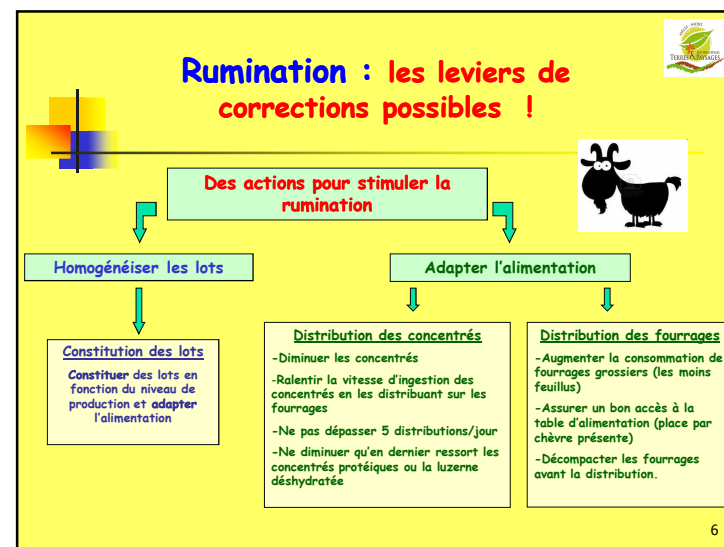 Rumination : les leviers de
corrections possibles !
TERRES & PAYSAGES
Des actions pour stimuler la
rumination
Homogénéiser les lots
Adapter l'alimentation
Constitution des lots
Constituer des lots en
fonction du niveau de
production et adapter
l'alimentation
Distribution des concentrés
-Diminuer les concentrés
-Ralentir la vitesse d'ingestion des
concentrés en les distribuant sur les
fourrages
-Ne pas dépasser 5 distributions/jour
-Ne diminuer qu'en dernier ressort les
concentrés protéiques ou la luzerne
déshydratée
Distribution des fourrages
-Augmenter la consommation de
fourrages grossiers (les moins
feuillus)
-Assurer un bon accès à la
table d'alimentation (place par
chèvre présente)
-Décompacter les fourrages
avant la distribution.
6